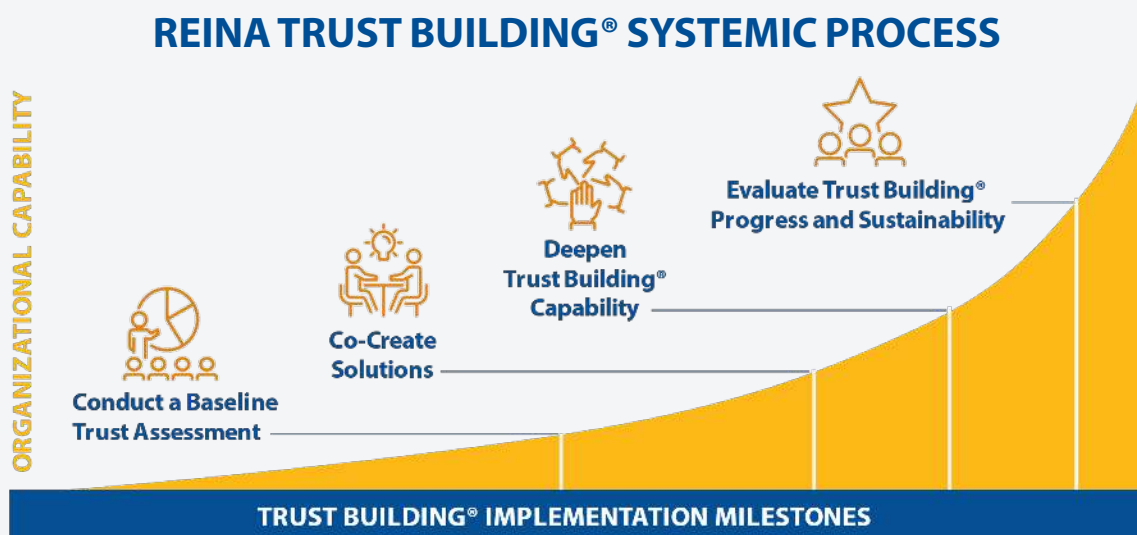 REINA TRUST BUILDING® SYSTEMIC PROCESS
ORGANIZATIONAL CAPABILITY
Evaluate Trust Building®
Progress and Sustainability
Deepen
Trust Building®
Capability
Co-Create
Solutions
Conduct a Baseline
Trust Assessment
TRUST BUILDING® IMPLEMENTATION MILESTONES